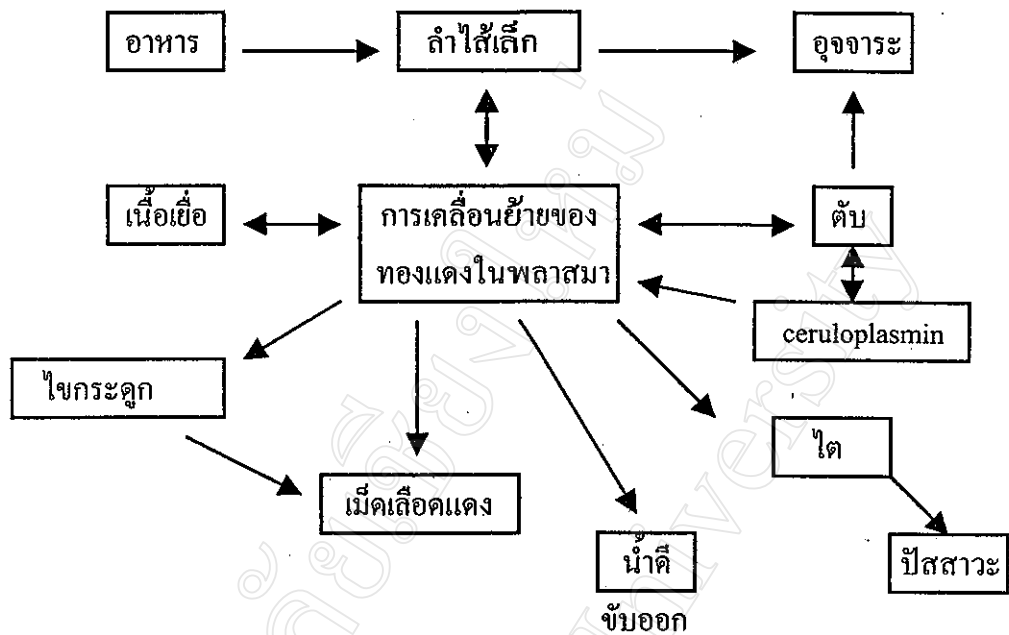 อาหาร
ลำไส้เล็ก
อุจจาระ
เนื้อเยื่อ
การเคลื่อนย้ายของ
ทองแดงในพลาสมา
ตับ
ceruloplasmin
ไขกระดูก
ไต
เม็ดเลือดแดง
น้ำดี
ปัสสาวะ
ขับออก
University